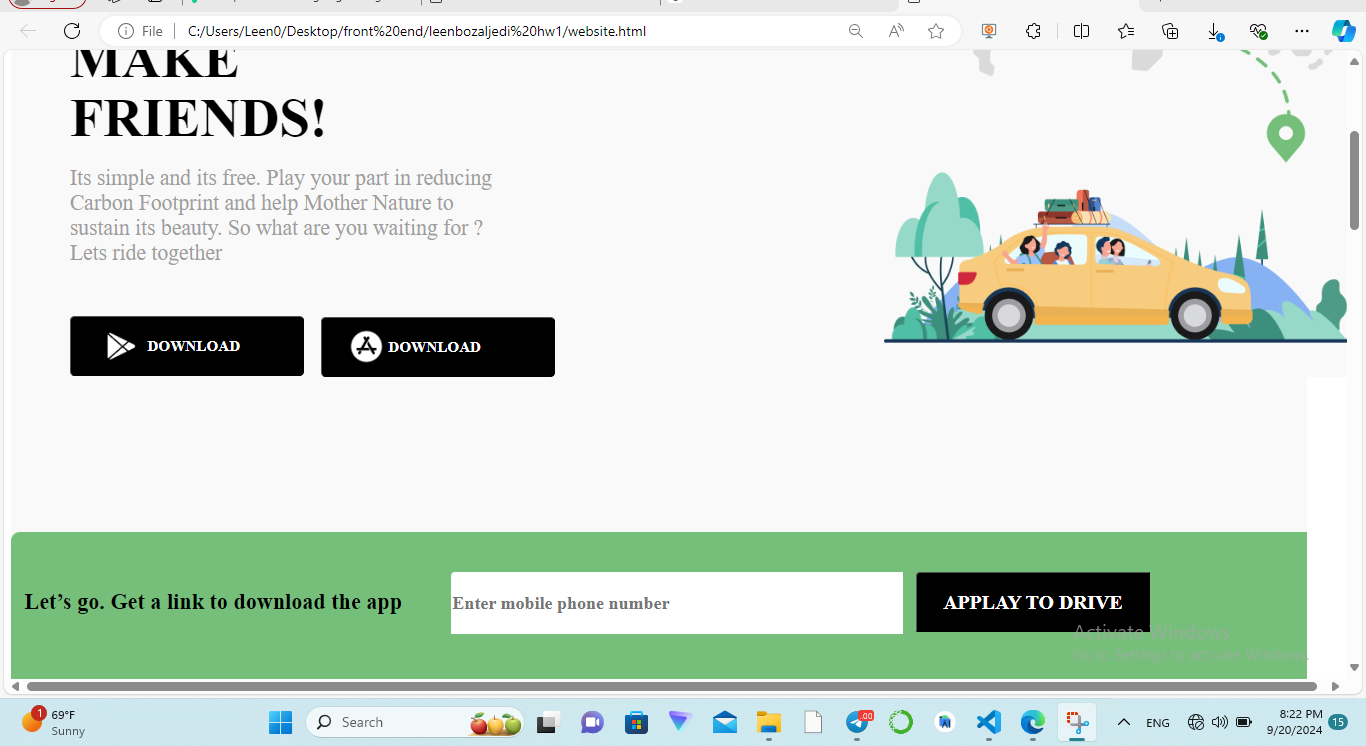 File
C:/Users/Leen0/Desktop/front%20end/leenbozaljedi%20hw1/website.html
MAKE
FRIENDS!
Its simple and its free. Play your part in reducing
Carbon Footprint and help Mother Nature to
sustain its beauty. So what are you waiting for ?
Lets ride together
DOWNLOAD
DOWNLOAD
Let’s go. Get a link to download the app
Enter mobile phone number
APPLAY TO DRIVE
Activate Windows
Go to Settings to activate Windows.
1
69°F
Sunny
Search
.00
ENG
8:22 PM
9/20/2024
15